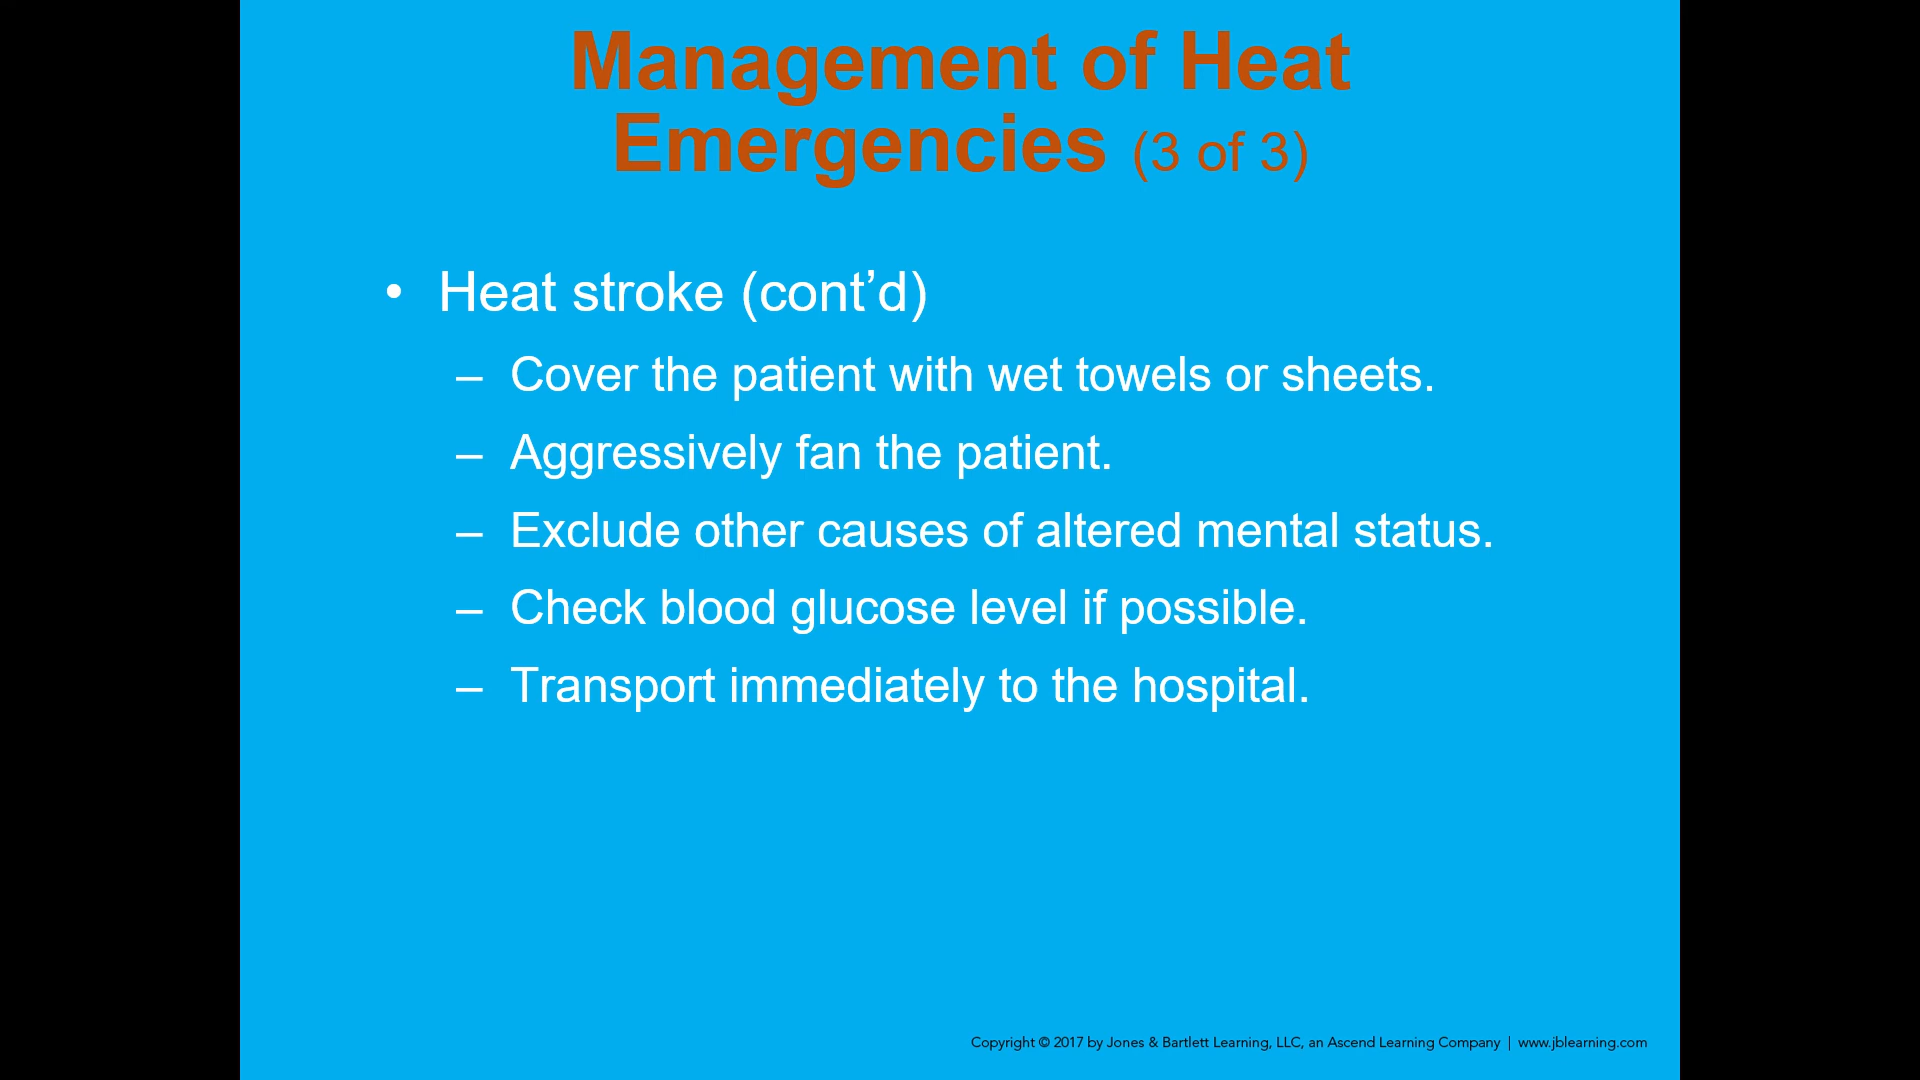 Management of Heat
Emergencies (3 of 3)
• Heat stroke (cont’d)
– Cover the patient with wet towels or sheets.
– Aggressively fan the patient.
– Exclude other causes of altered mental status.
– Check blood glucose level if possible.
– Transport immediately to the hospital.
Copyright © 2017 by Jones & Bartlett Learning, LLC, an Ascend Learning Company | www.jblearning.com